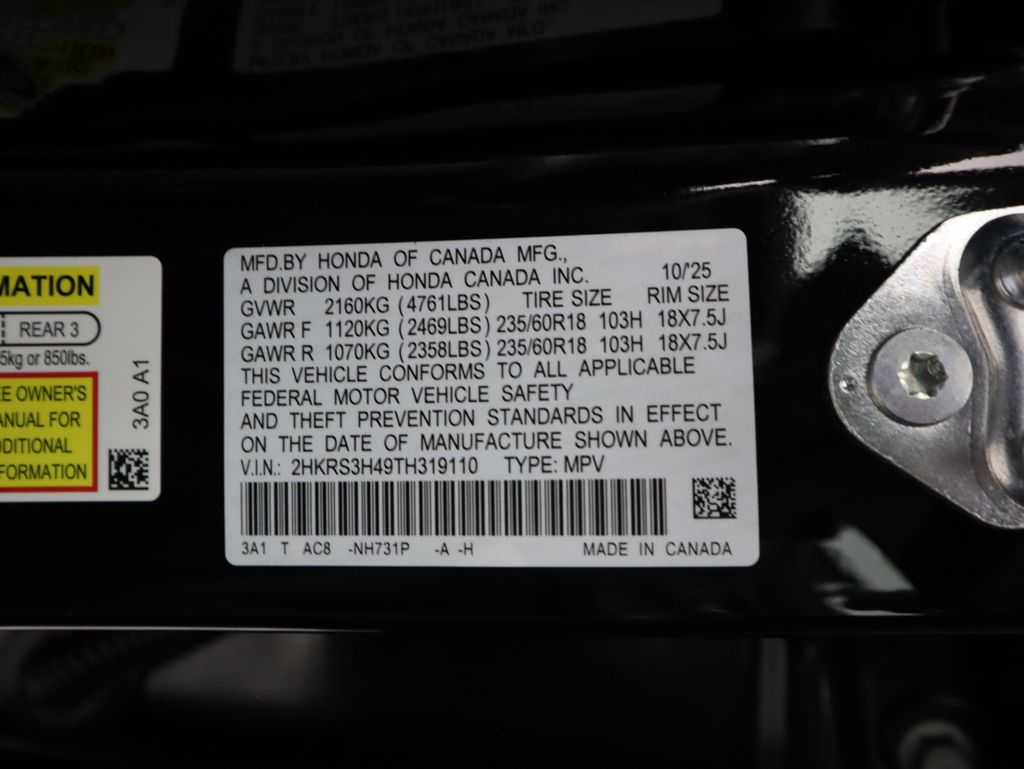 MATION
REAR 3
5kg or 850lbs.
EE OWNER'S
ANUAL FOR
DDITIONAL
FORMATION
3A0 A1
MFD.BY HONDA OF CANADA MFG.,
A DIVISION OF HONDA CANADA INC. 10/'25
GVWR 2160KG (4761LBS) TIRE SIZE RIM SIZE
GAWR F 1120KG (2469LBS) 235/60R18 103H 18X7.5J
GAWR R 1070KG (2358LBS) 235/60R18 103H 18X7.5J
THIS VEHICLE CONFORMS TO ALL APPLICABLE
FEDERAL MOTOR VEHICLE SAFETY
AND THEFT PREVENTION STANDARDS IN EFFECT
ON THE DATE OF MANUFACTURE SHOWN ABOVE.
V.I.N.: 2HKRS3H49TH319110 TYPE: MPV
3A1 T AC8 -NH731P -A -H MADE IN CANADA